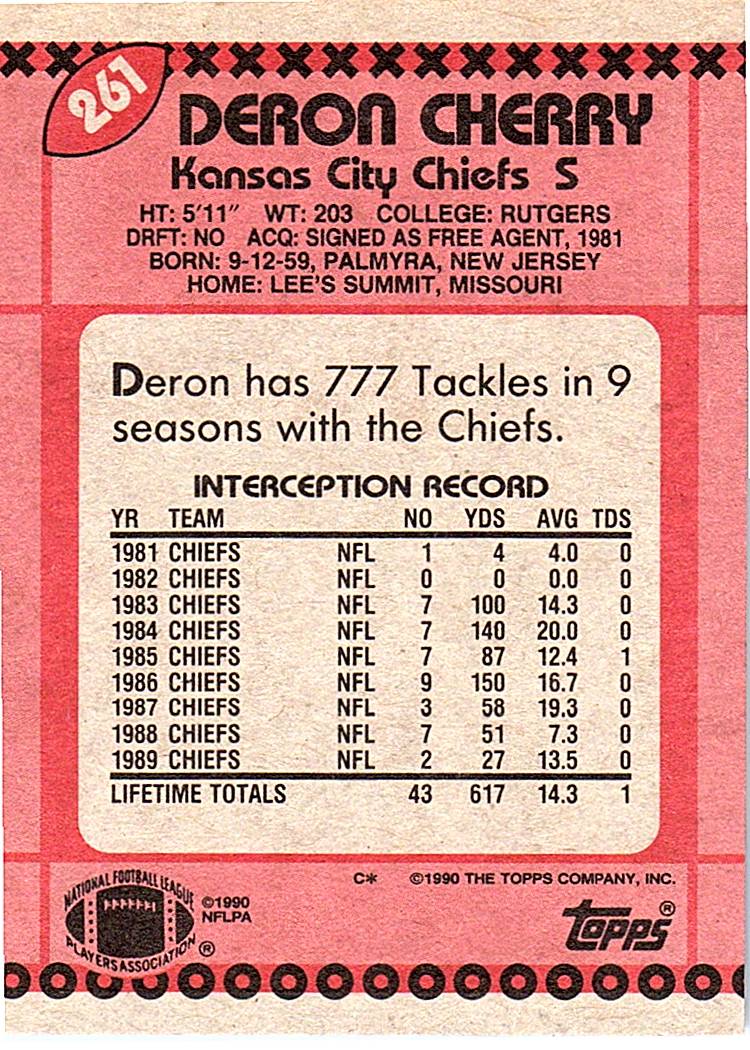 261
DERON CHERRY
Kansas City Chiefs S
HT: 5'11" WT: 203 COLLEGE: RUTGERS
DRFT: NO ACQ: SIGNED AS FREE AGENT, 1981
BORN: 9-12-59, PALMYRA, NEW JERSEY
HOME: LEE'S SUMMIT, MISSOURI
Deron has 777 Tackles in 9
seasons with the Chiefs.
INTERCEPTION RECORD
YR TEAM NO YDS AVG TDS
1981 CHIEFS NFL 1 4 4.0 0
1982 CHIEFS NFL 0 0 0.0 0
1983 CHIEFS NFL 7 100 14.3 0
1984 CHIEFS NFL 7 140 20.0 0
1985 CHIEFS NFL 7 87 12.4 1
1986 CHIEFS NFL 9 150 16.7 0
1987 CHIEFS NFL 3 58 19.3 0
1988 CHIEFS NFL 7 51 7.3 0
1989 CHIEFS NFL 2 27 13.5 0
LIFETIME TOTALS 43 617 14.3 1
C* ©1990 THE TOPPS COMPANY, INC.
NATIONAL FOOTBALL LEAGUE
PLAYERS ASSOCIATION ®
©1990
NFLPA
topps ®